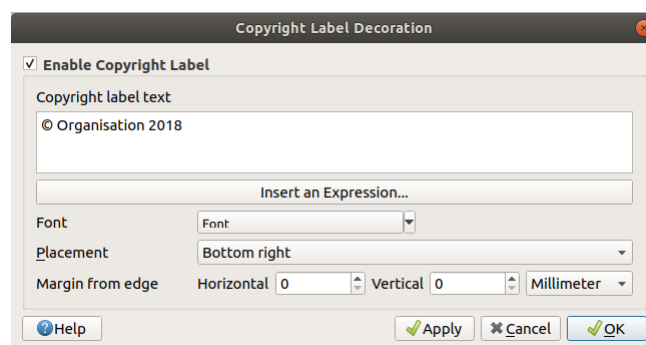 Copyright Label Decoration
Enable Copyright Label
Copyright label text
© Organisation 2018
Insert an Expression...
Font Font
Placement Bottom right
Margin from edge Horizontal 0 Vertical 0 Millimeter
Help Apply Cancel OK